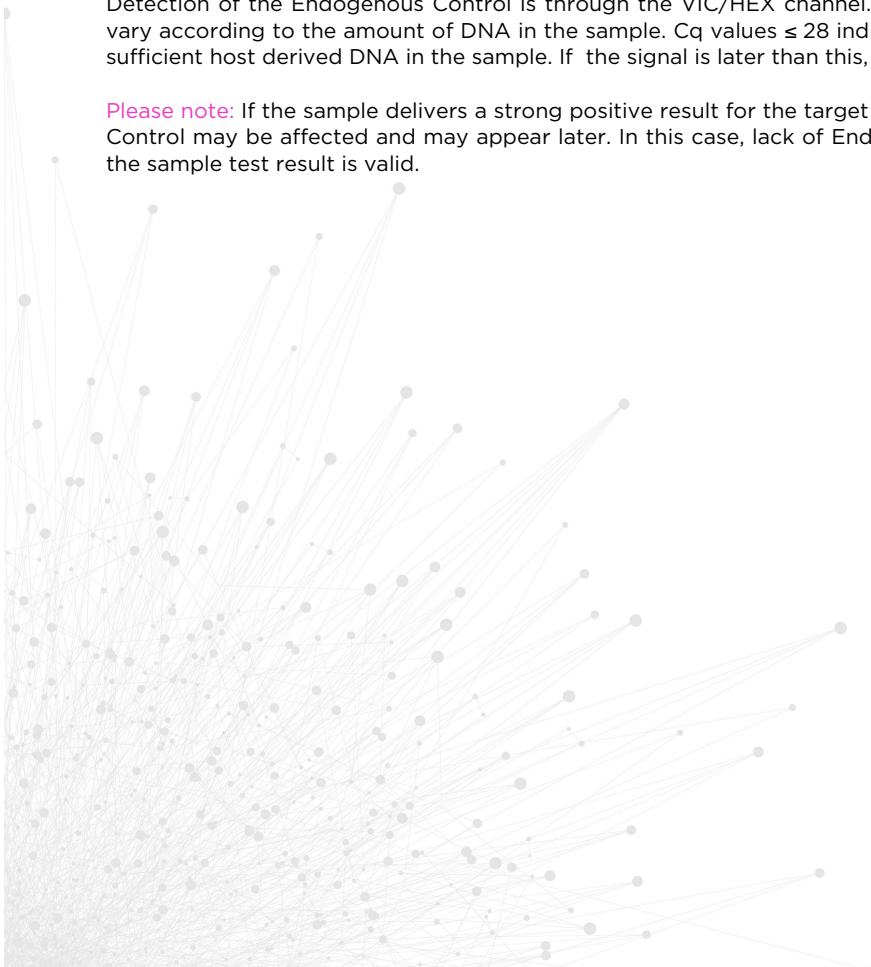 Detection of the Endogenous Control is through the VIC/HEX channel.
vary according to the amount of DNA in the sample. Cq values ≤ 28 ind
sufficient host derived DNA in the sample. If the signal is later than this,
Please note: If the sample delivers a strong positive result for the target
Control may be affected and may appear later. In this case, lack of End
the sample test result is valid.